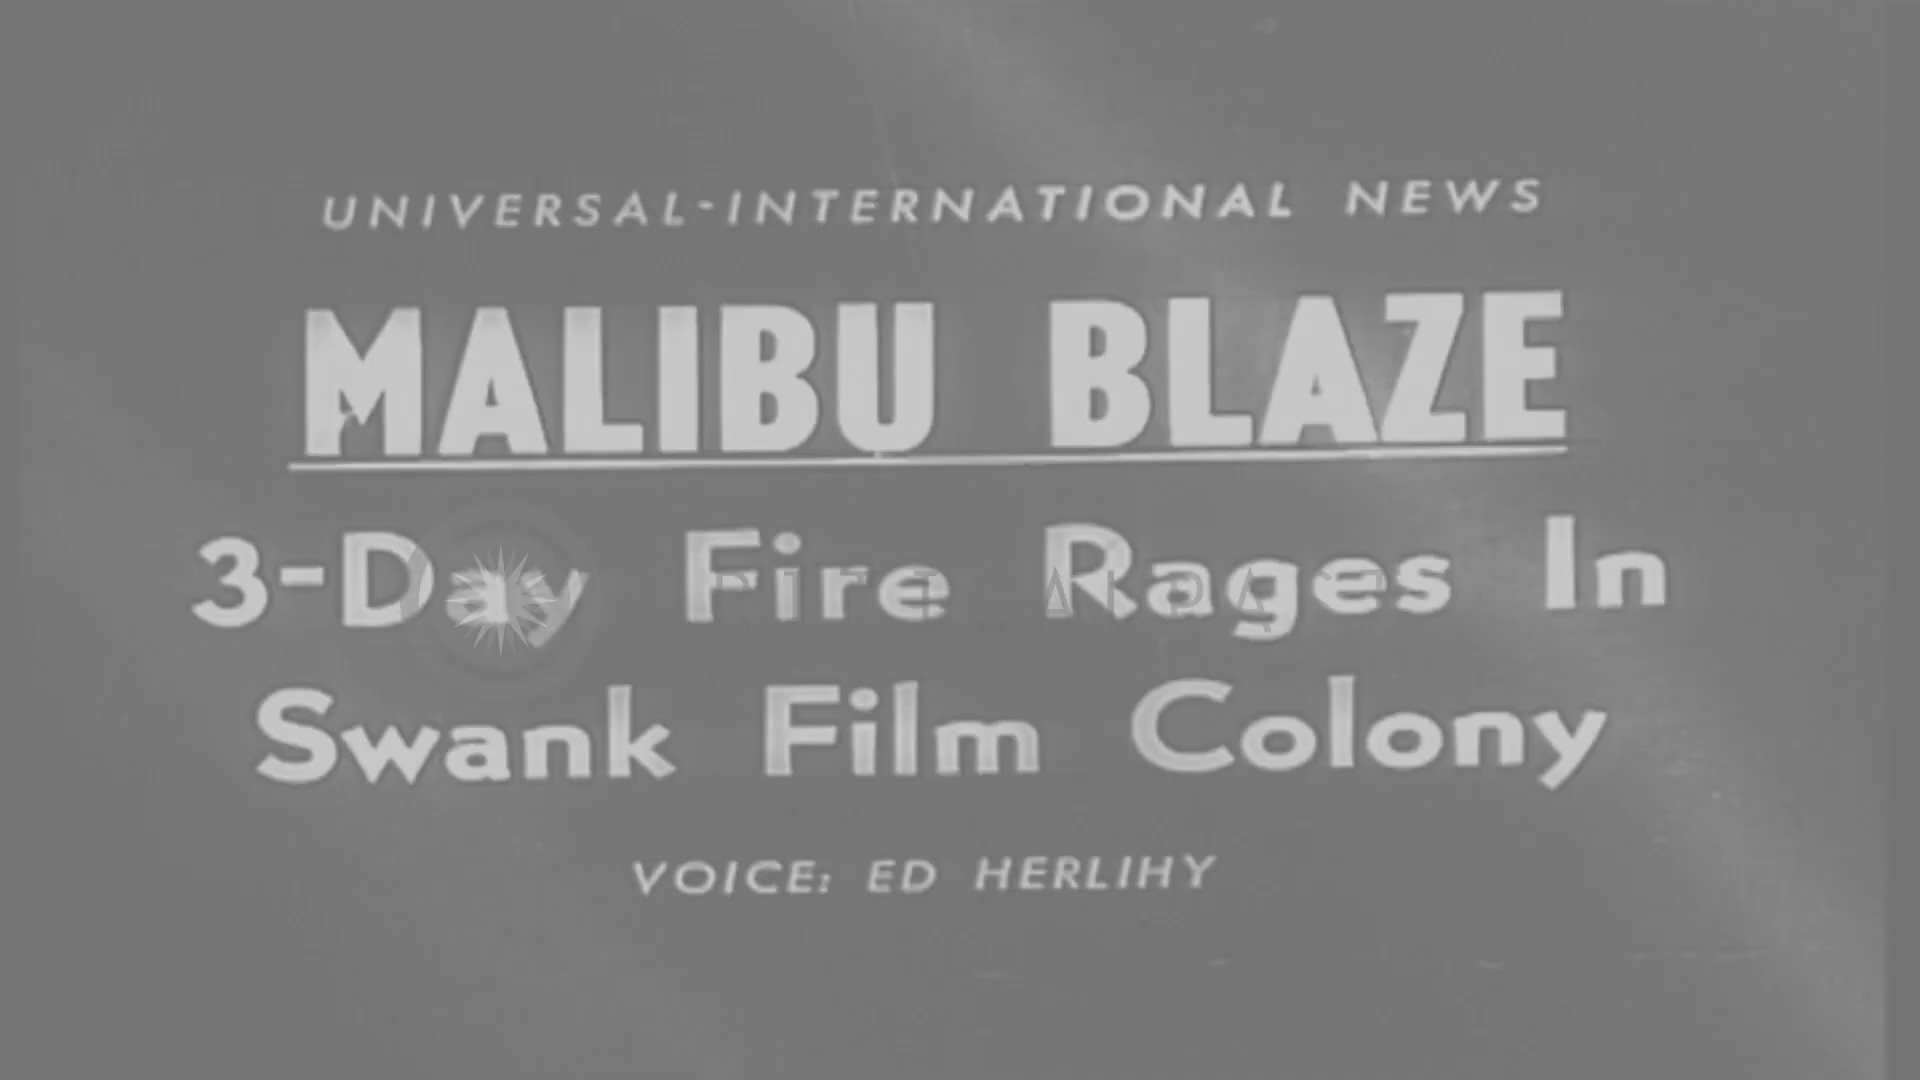 UNIVERSAL-INTERNATIONAL NEWS
MALIBU BLAZE
3-Day Fire Rages In
Swank Film Colony
VOICE: ED HERLIHY